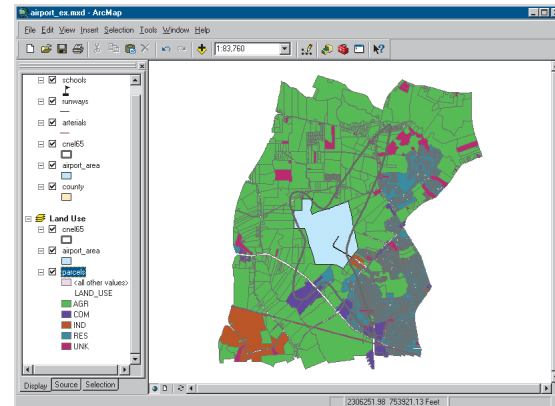 airport_ex.mxd - ArcMap
File Edit View Insert Selection Tools Window Help
1:83,760
schools
runways
arterials
cnel65
airport_area
county
Land Use
cnel65
airport_area
parcels
<all other values>
LAND_USE
AGR
COM
IND
RES
UNK
Display Source Selection
2306251.98 753921.13 Feet